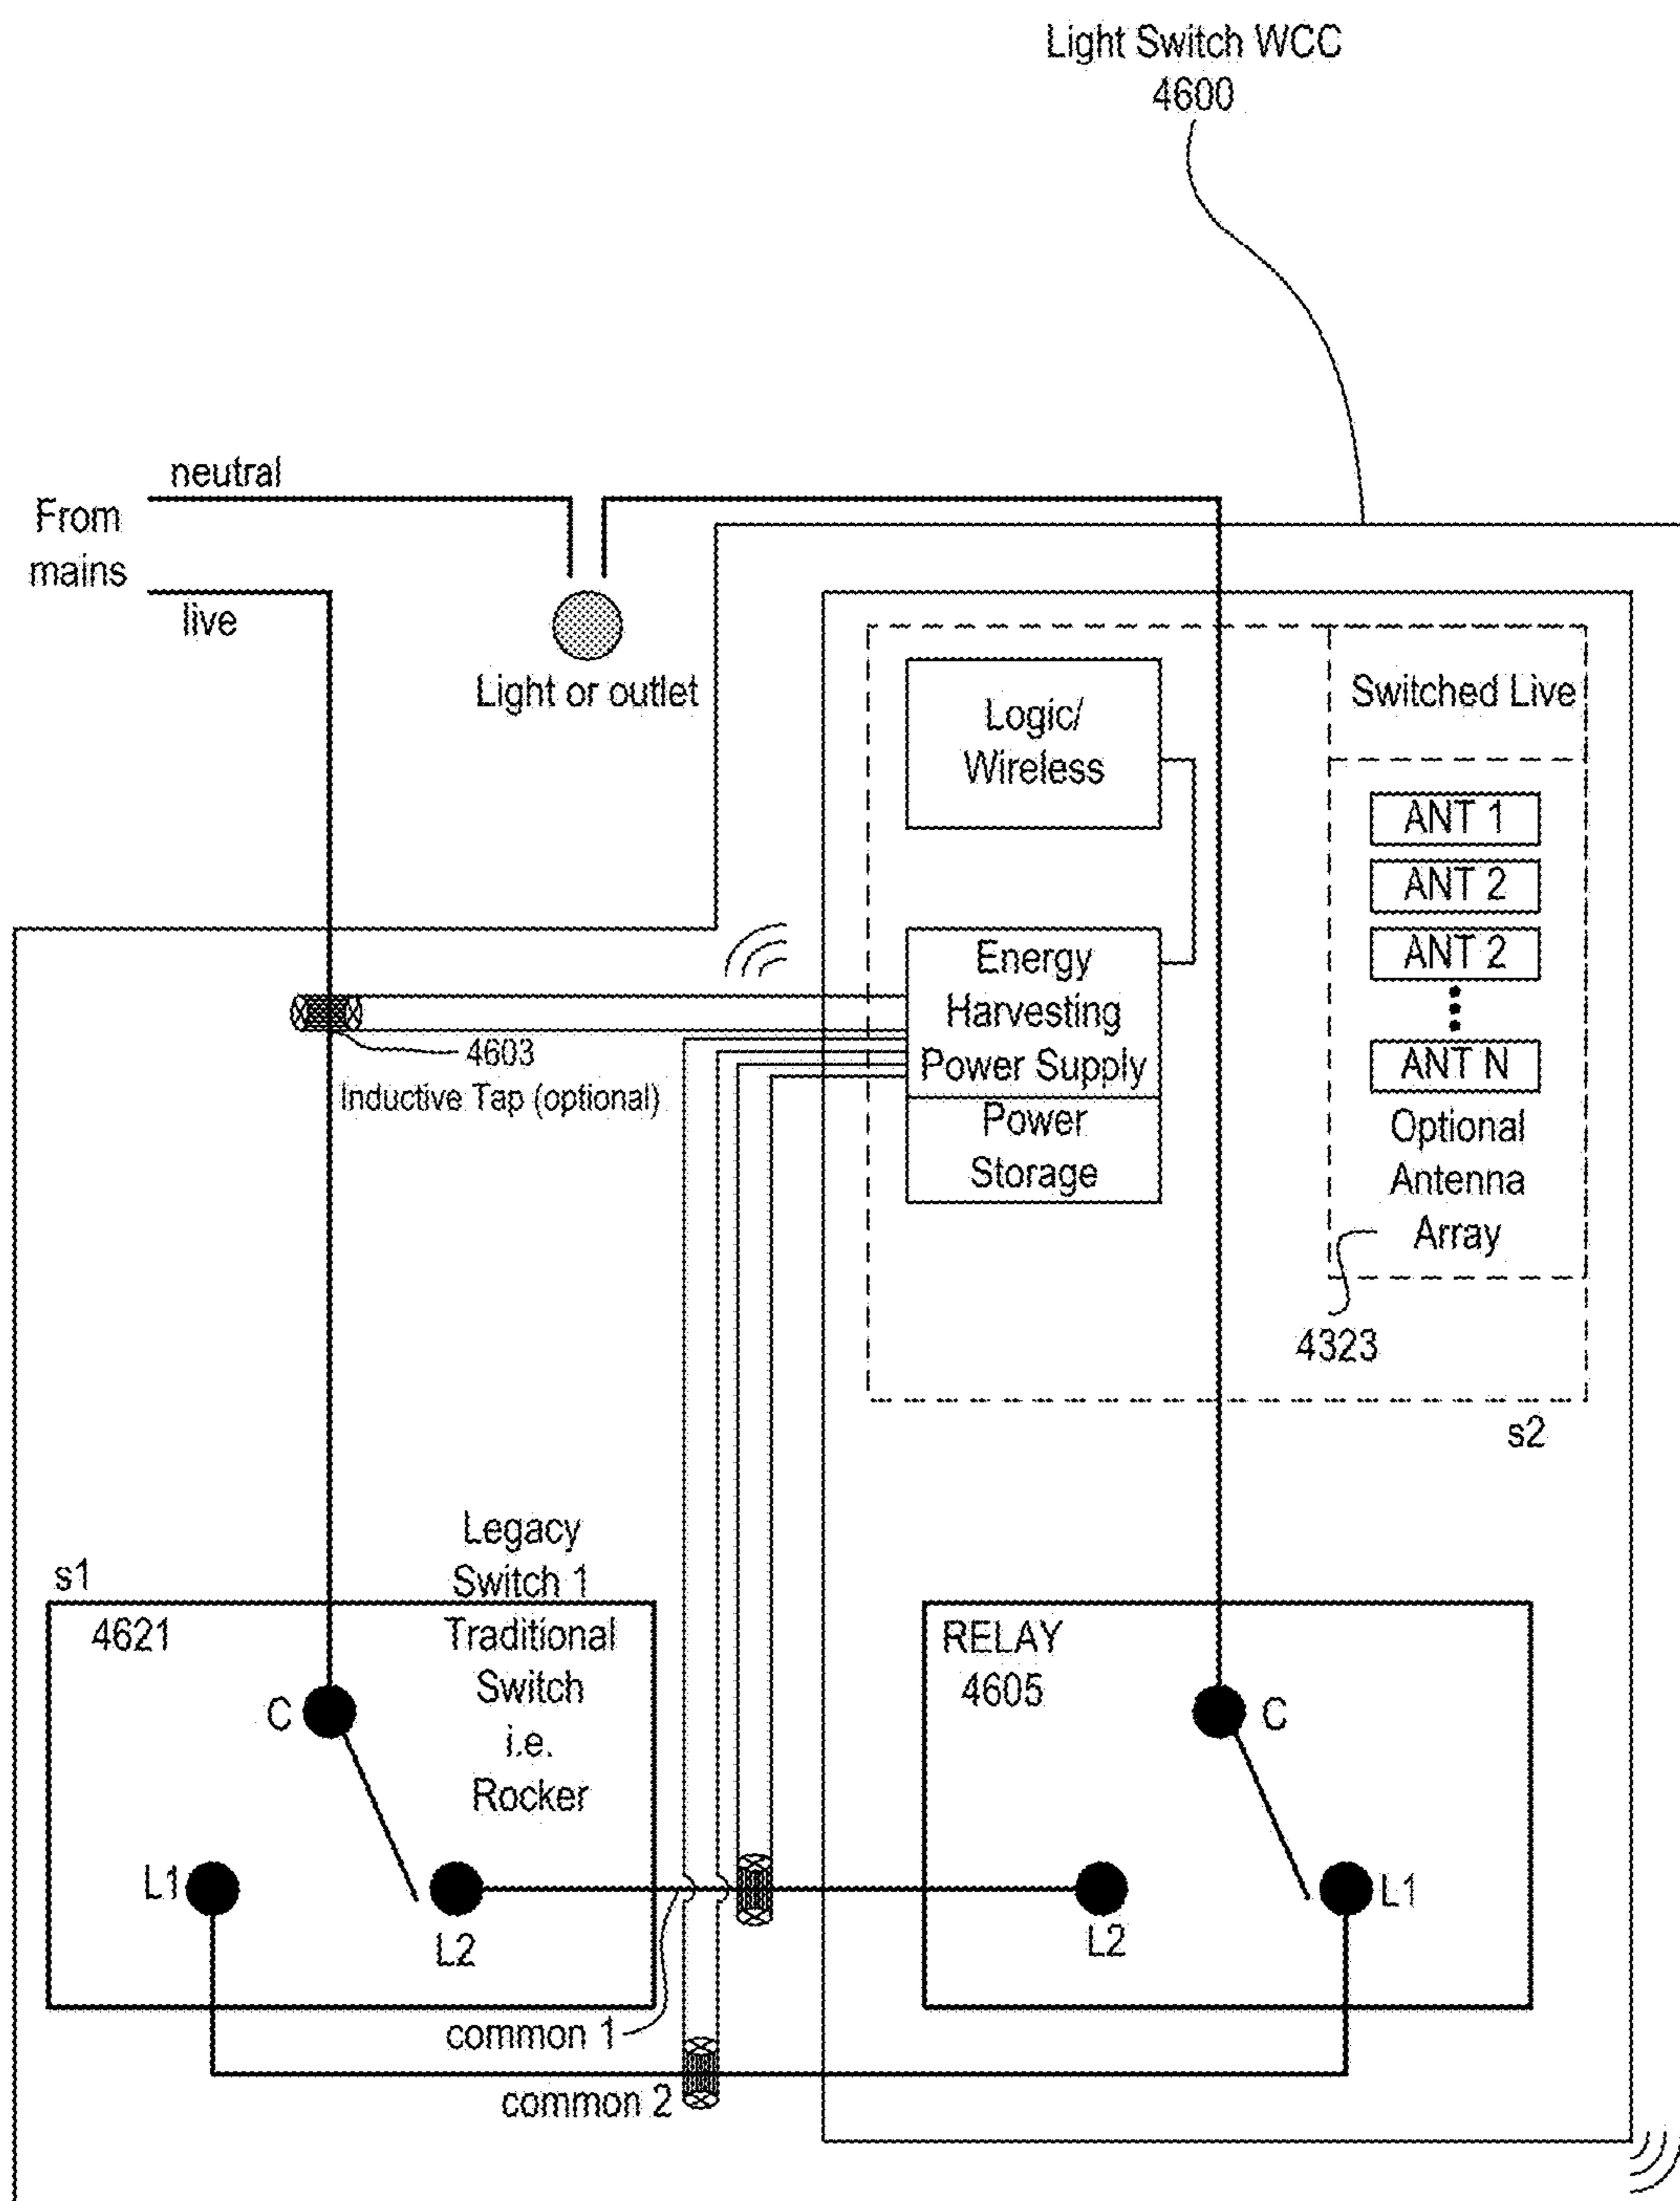 Light Switch WCC
4600
neutral
From
mains
live
Light or outlet
Logic/
Wireless
Switched Live
ANT 1
ANT 2
ANT 2
ANT N
Optional
Antenna
Array
4323
Energy
Harvesting
Power Supply
Power
Storage
4603
Inductive Tap (optional)
s2
s1
4621
Legacy
Switch 1
Traditional
Switch
i.e.
Rocker
C
L1
L2
RELAY
4605
C
L2
L1
common 1
common 2